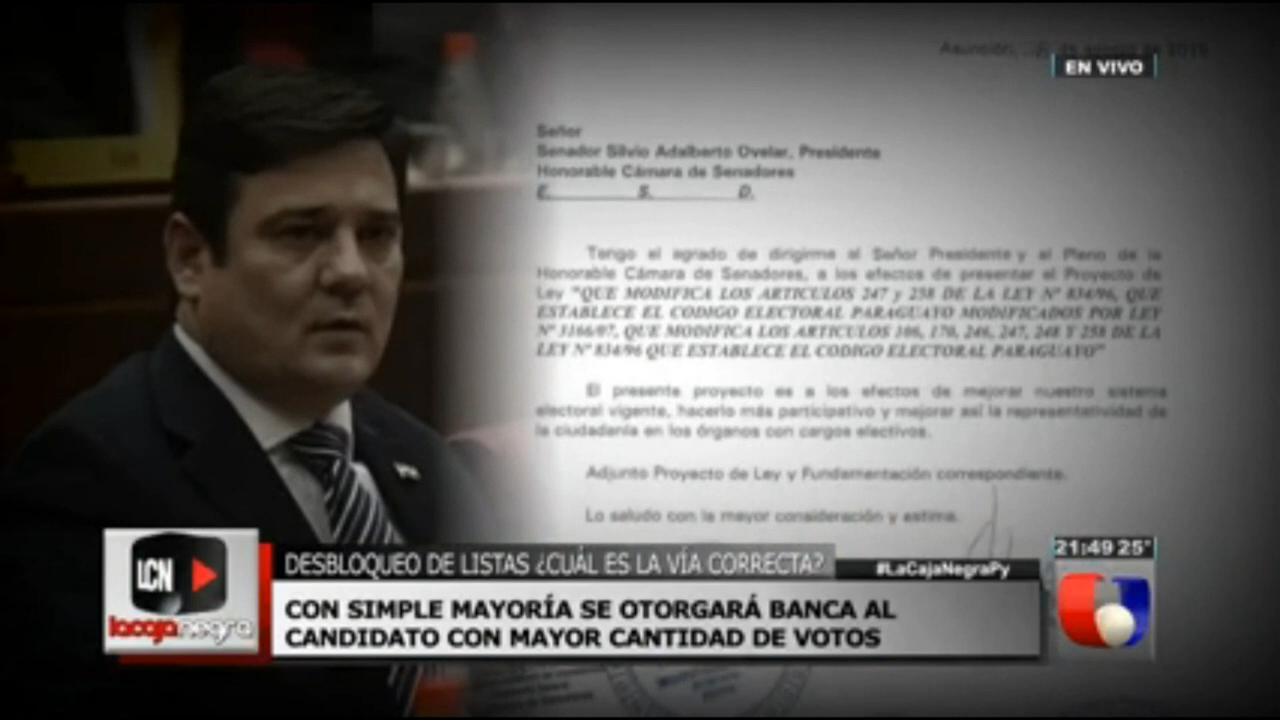 EN VIVO
Señor
Senador Silvio Adalberto Ovelar, Presidente
Honorable Cámara de Senadores
E. S. D.
Tengo el agrado de dirigirme al Señor Presidente y al Pleno de la
Honorable Cámara de Senadores, a los efectos de presentar el Proyecto de
Ley "QUE MODIFICA LOS ARTICULOS 247 y 258 DE LA LEY Nº 834/96, QUE
ESTABLECE EL CODIGO ELECTORAL PARAGUAYO MODIFICADOS POR LEY
Nº 3166/07, QUE MODIFICA LOS ARTICULOS 106, 170, 246, 247, 248 Y 258 DE LA
LEY Nº 834/96 QUE ESTABLECE EL CODIGO ELECTORAL PARAGUAYO"
El presente proyecto es a los efectos de mejorar nuestro sistema
electoral vigente, hacerlo más participativo y mejorar así la representatividad de
la ciudadanía en los órganos con cargos electivos.
Adjunto Proyecto de Ley y Fundamentación correspondiente.
Lo saludo con la mayor consideración y estima.
LCN
lacajanegra
DESBLOQUEO DE LISTAS ¿CUÁL ES LA VÍA CORRECTA?
#LaCajaNegraPy
21:49 25°
CON SIMPLE MAYORÍA SE OTORGARÁ BANCA AL
CANDIDATO CON MAYOR CANTIDAD DE VOTOS